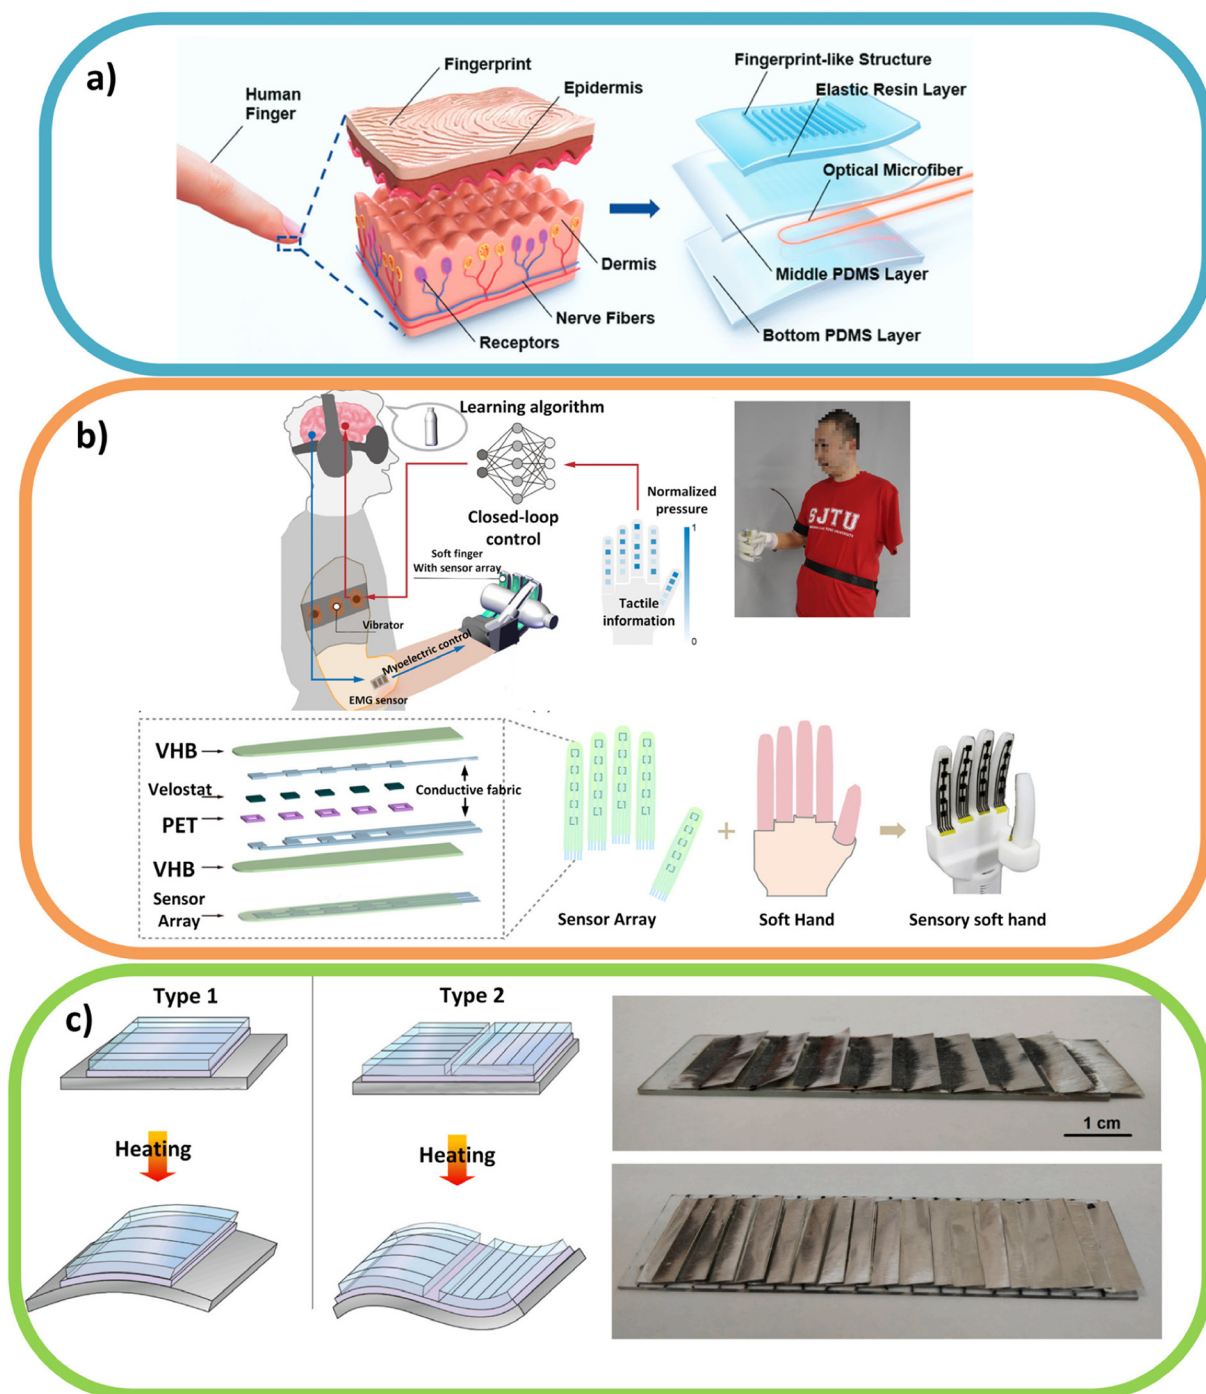 a)
Human
Finger
Fingerprint
Epidermis
Dermis
Nerve Fibers
Receptors
Fingerprint-like Structure
Elastic Resin Layer
Optical Microfiber
Middle PDMS Layer
Bottom PDMS Layer
b)
Learning algorithm
Closed-loop
control
Soft finger
With sensor array
Normalized
pressure
1
0
Tactile
information
Vibrator
Myoelectric control
EMG sensor
SJTU
VHB
Velostat
PET
VHB
Sensor
Array
Conductive fabric
Sensor Array
+
Soft Hand
Sensory soft hand
c)
Type 1
Heating
Type 2
Heating
1 cm